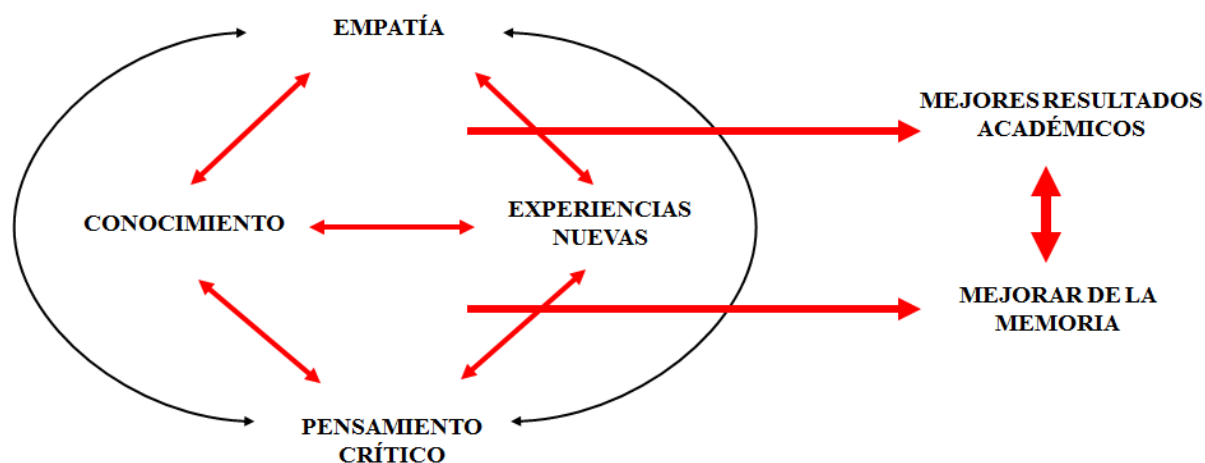 EMPATÍA
MEJORES RESULTADOS
ACADÉMICOS
CONOCIMIENTO
EXPERIENCIAS
NUEVAS
MEJORAR DE LA
MEMORIA
PENSAMIENTO
CRÍTICO